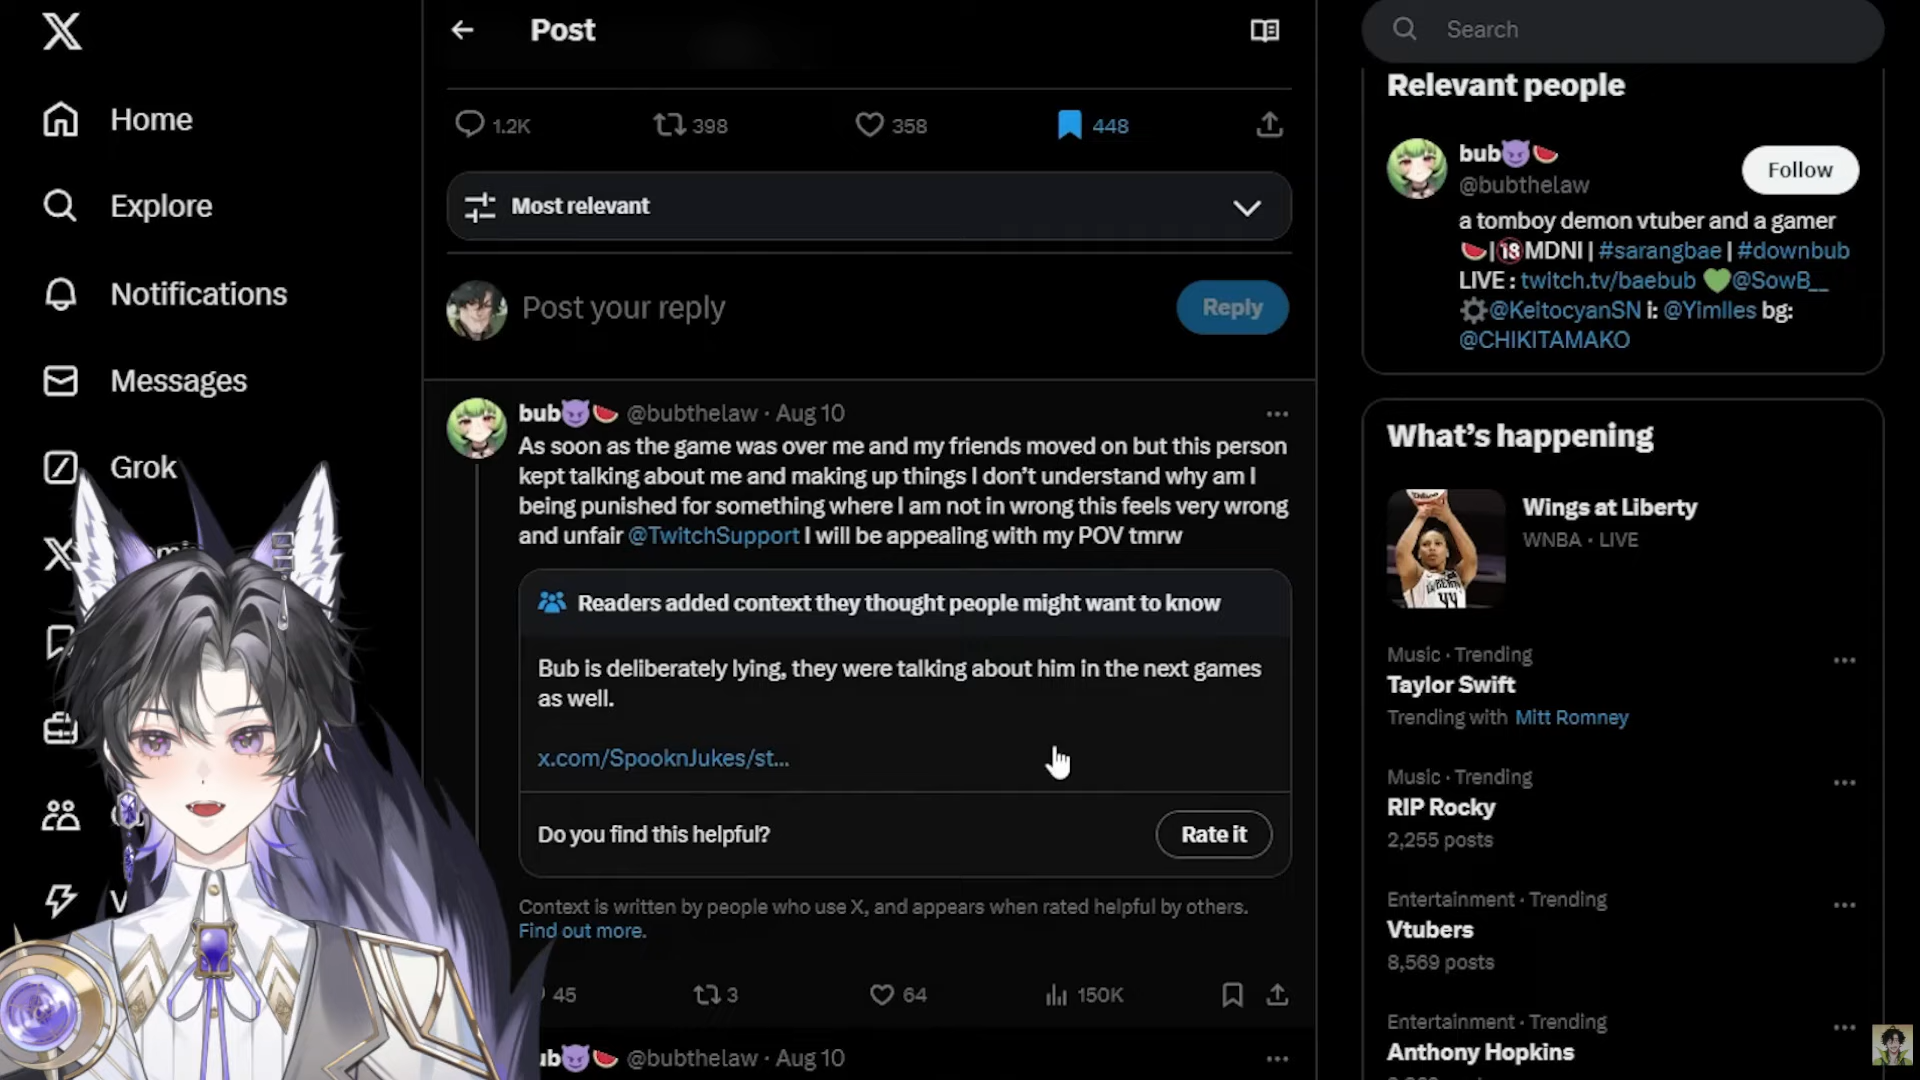 Post
Search
Home
Explore
Notifications
Messages
Grok
1.2K
398
358
448
Most relevant
Post your reply
Reply
bub😈🍉 @bubthelaw · Aug 10
As soon as the game was over me and my friends moved on but this person
kept talking about me and making up things I don't understand why am I
being punished for something where I am not in wrong this feels very wrong
and unfair @TwitchSupport I will be appealing with my POV tmrw
Readers added context they thought people might want to know
Bub is deliberately lying, they were talking about him in the next games
as well.
x.com/SpooknJukes/st...
Do you find this helpful?
Rate it
Context is written by people who use X, and appears when rated helpful by others.
Find out more.
45
3
64
150K
ub😈🍉 @bubthelaw · Aug 10
Relevant people
bub😈🍉
@bubthelaw
Follow
a tomboy demon vtuber and a gamer
🍉|🔞MDNI | #sarangbae | #downbub
LIVE : twitch.tv/baebub 💚@SowB__
⚙@KeitocyanSN i: @Yimlles bg:
@CHIKITAMAKO
What's happening
Wings at Liberty
WNBA · LIVE
Music · Trending
Taylor Swift
Trending with Mitt Romney
Music · Trending
RIP Rocky
2,255 posts
Entertainment · Trending
Vtubers
8,569 posts
Entertainment · Trending
Anthony Hopkins